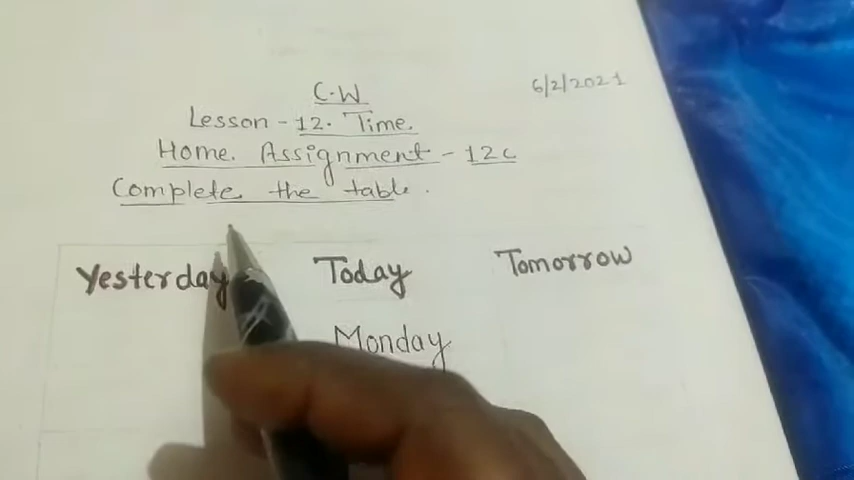 C.W
6/2/2021
Lesson - 12. Time.
Home. Assignment - 12c
Complete the table.
Yesterday Today Tomorrow
Monday